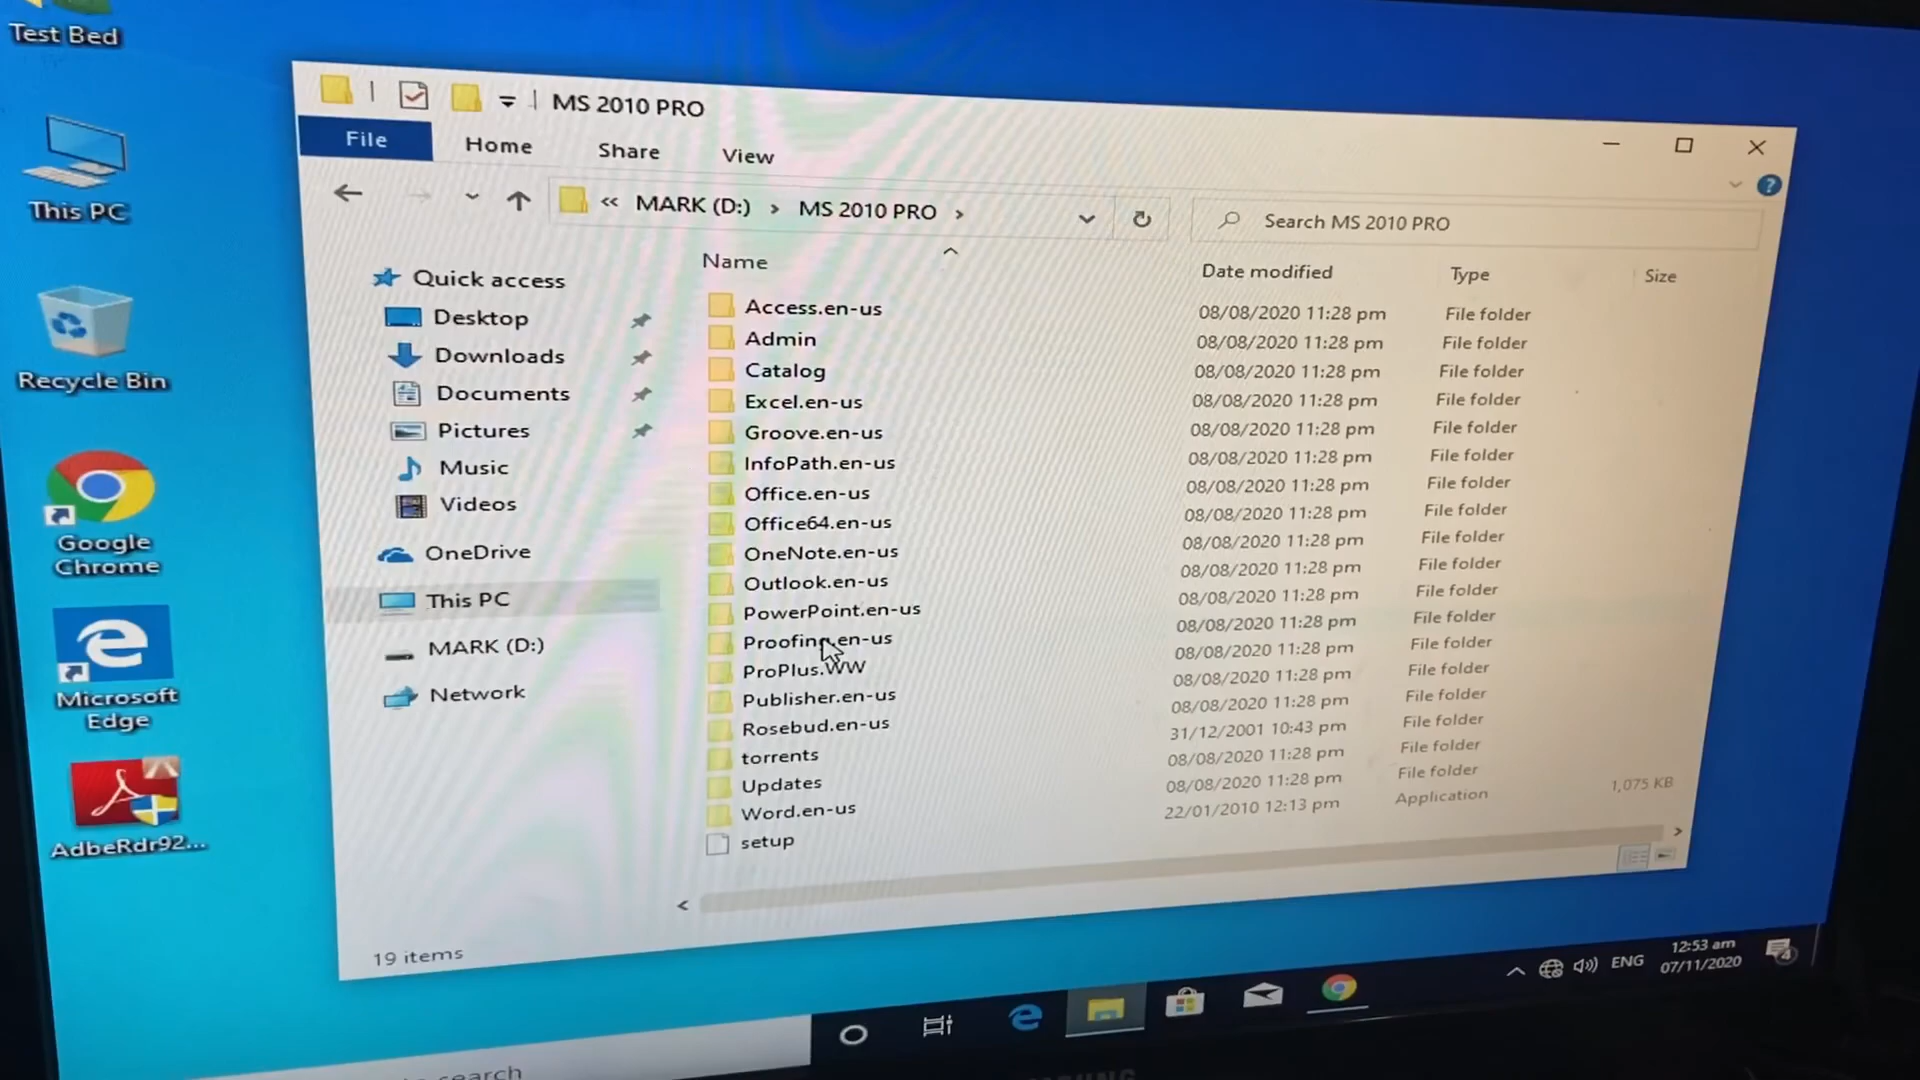 Test Bed
This PC
Recycle Bin
Google
Chrome
Microsoft
Edge
AdbeRdr92...
MS 2010 PRO
File Home Share View
« MARK (D:) > MS 2010 PRO >
Search MS 2010 PRO
Quick access
Desktop
Downloads
Documents
Pictures
Music
Videos
OneDrive
This PC
MARK (D:)
Network
Name Date modified Type Size
Access.en-us 08/08/2020 11:28 pm File folder
Admin 08/08/2020 11:28 pm File folder
Catalog 08/08/2020 11:28 pm File folder
Excel.en-us 08/08/2020 11:28 pm File folder
Groove.en-us 08/08/2020 11:28 pm File folder
InfoPath.en-us 08/08/2020 11:28 pm File folder
Office.en-us 08/08/2020 11:28 pm File folder
Office64.en-us 08/08/2020 11:28 pm File folder
OneNote.en-us 08/08/2020 11:28 pm File folder
Outlook.en-us 08/08/2020 11:28 pm File folder
PowerPoint.en-us 08/08/2020 11:28 pm File folder
Proofing.en-us 08/08/2020 11:28 pm File folder
ProPlus.WW 08/08/2020 11:28 pm File folder
Publisher.en-us 08/08/2020 11:28 pm File folder
Rosebud.en-us 08/08/2020 11:28 pm File folder
torrents 31/12/2001 10:43 pm File folder
Updates 08/08/2020 11:28 pm File folder
Word.en-us 08/08/2020 11:28 pm File folder
setup 22/01/2010 12:13 pm Application 1,075 KB
19 items
search
ENG
12:53 am
07/11/2020
4
SAMSUNG